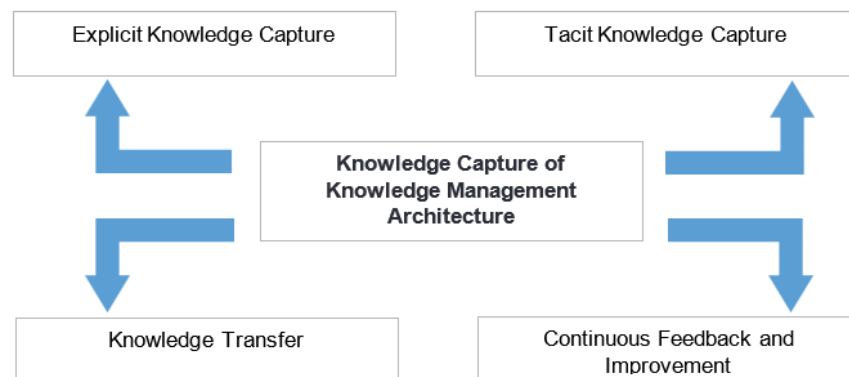 Explicit Knowledge Capture
Tacit Knowledge Capture
Knowledge Capture of
Knowledge Management
Architecture
Knowledge Transfer
Continuous Feedback and
Improvement